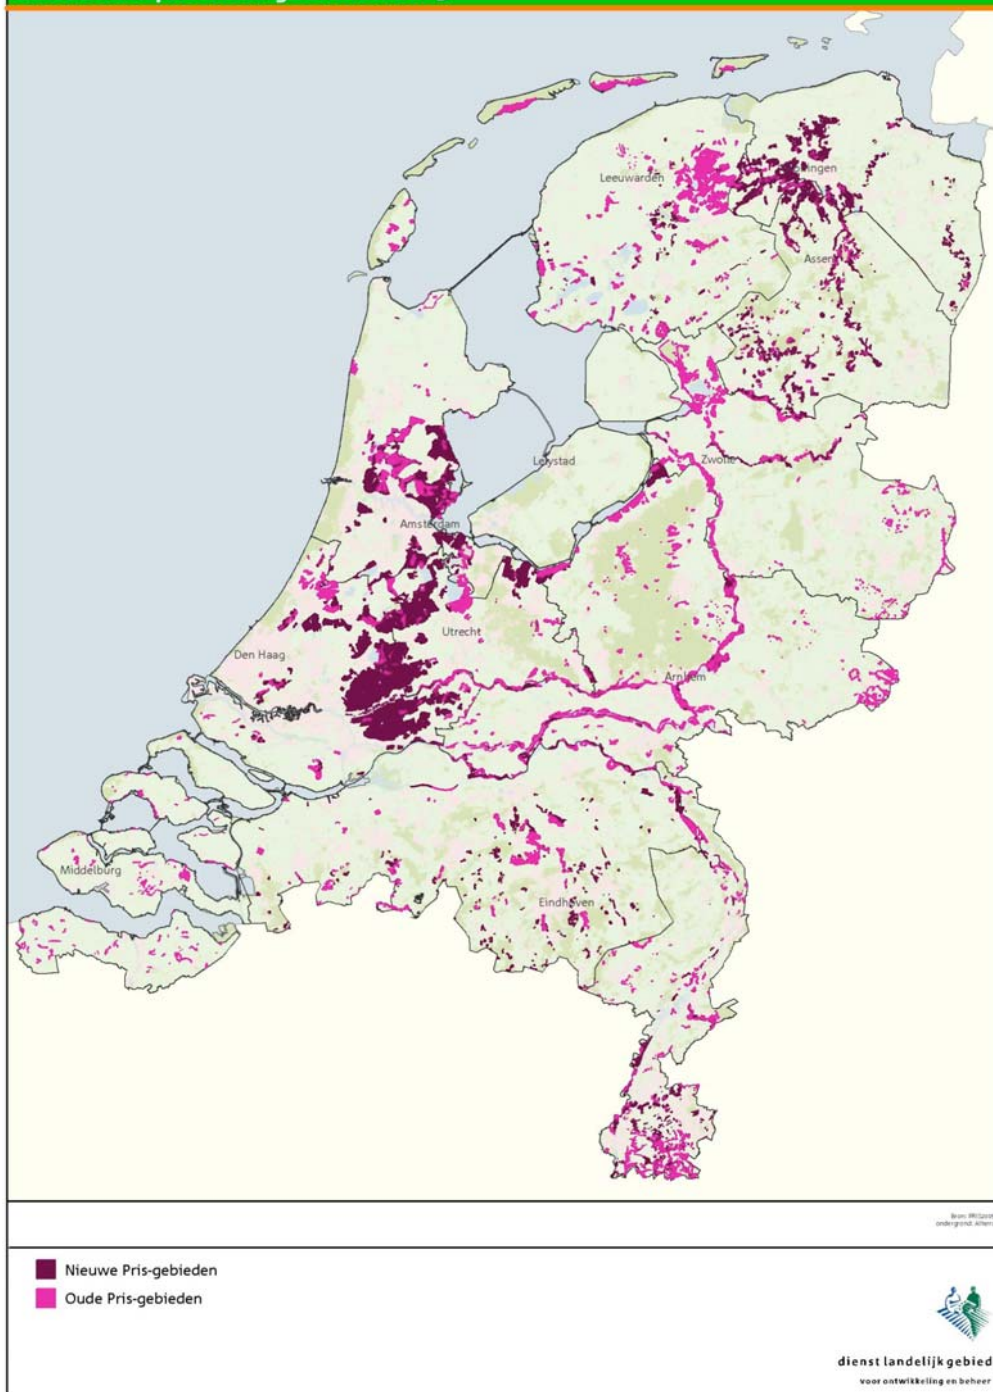 Leeuwarden
Assen
Lelystad
Zwolle
Amsterdam
Utrecht
Den Haag
Arnhem
Middelburg
Eindhoven
Nieuwe Pris-gebieden
Oude Pris-gebieden
dienst landelijk gebied
voor ontwikkeling en beheer